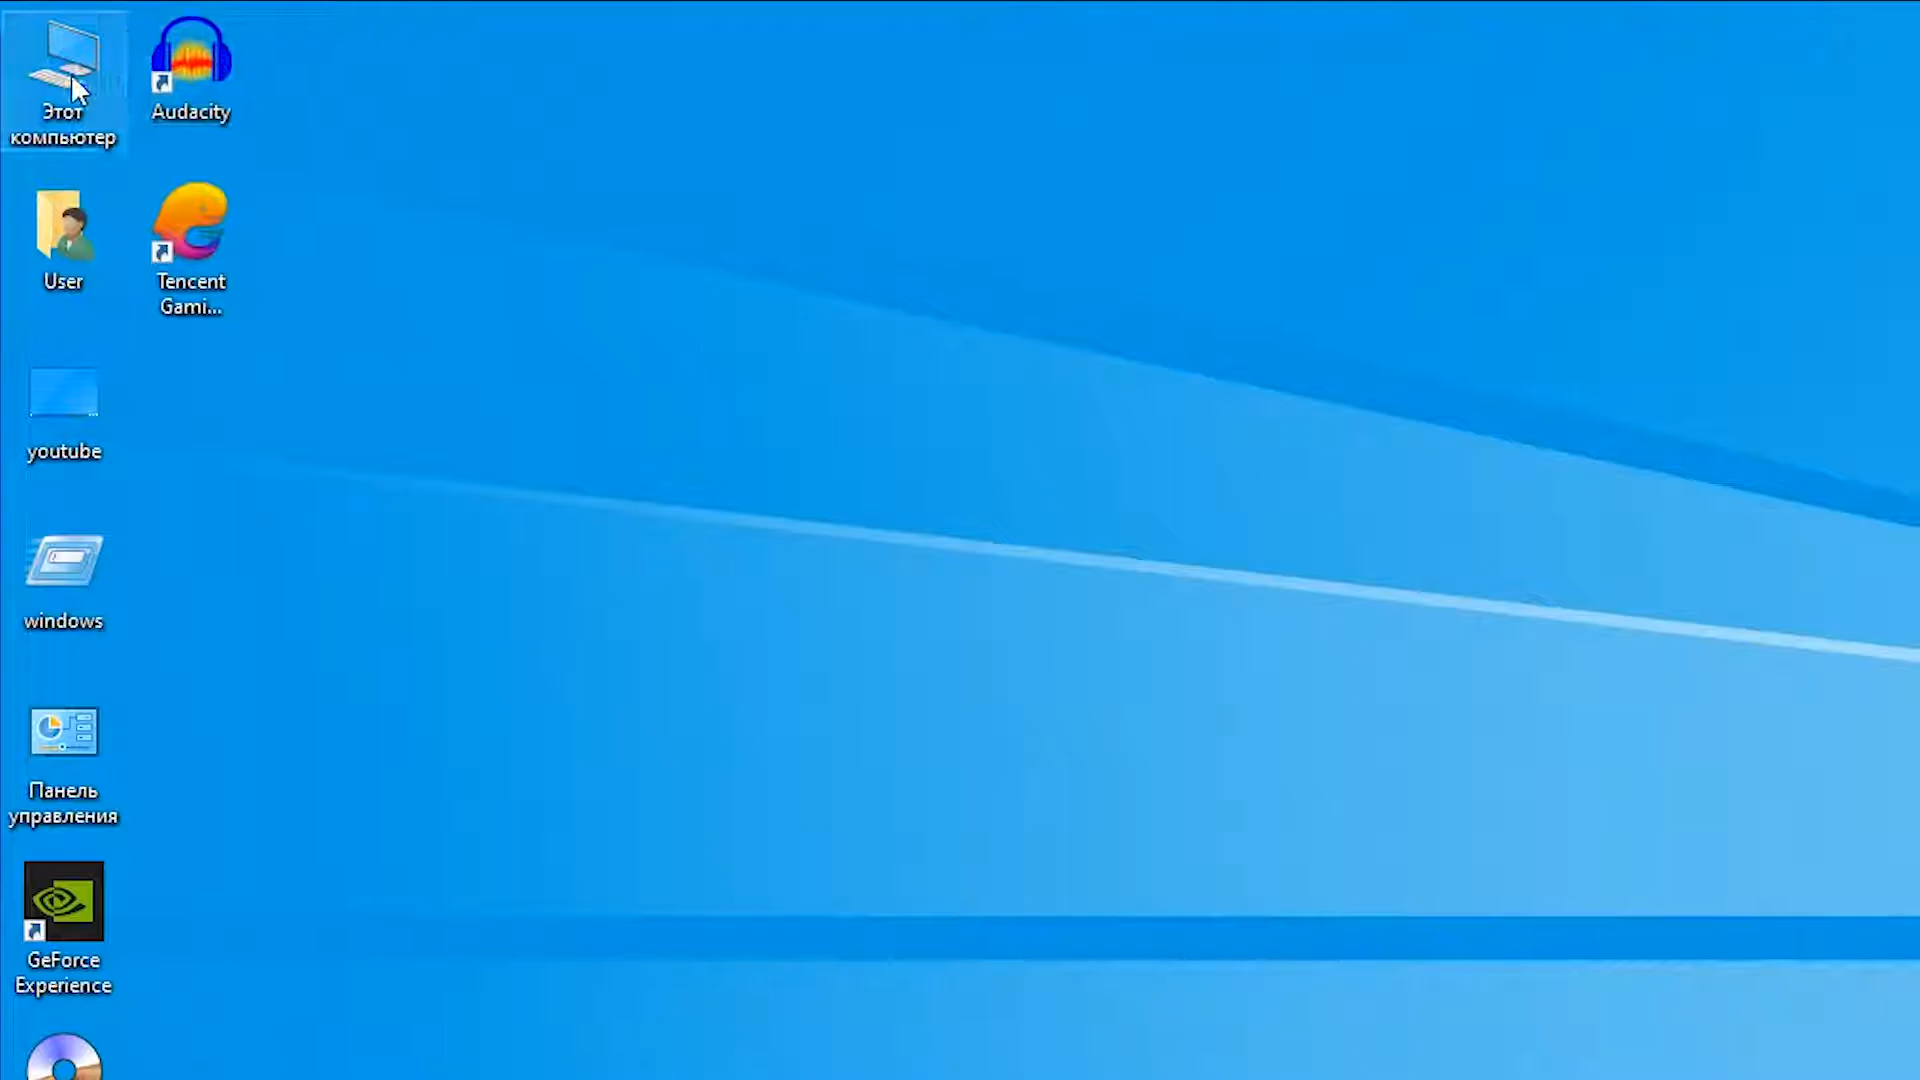 Этот
компьютер
Audacity
User
Tencent
Gami...
youtube
windows
Панель
управления
GeForce
Experience